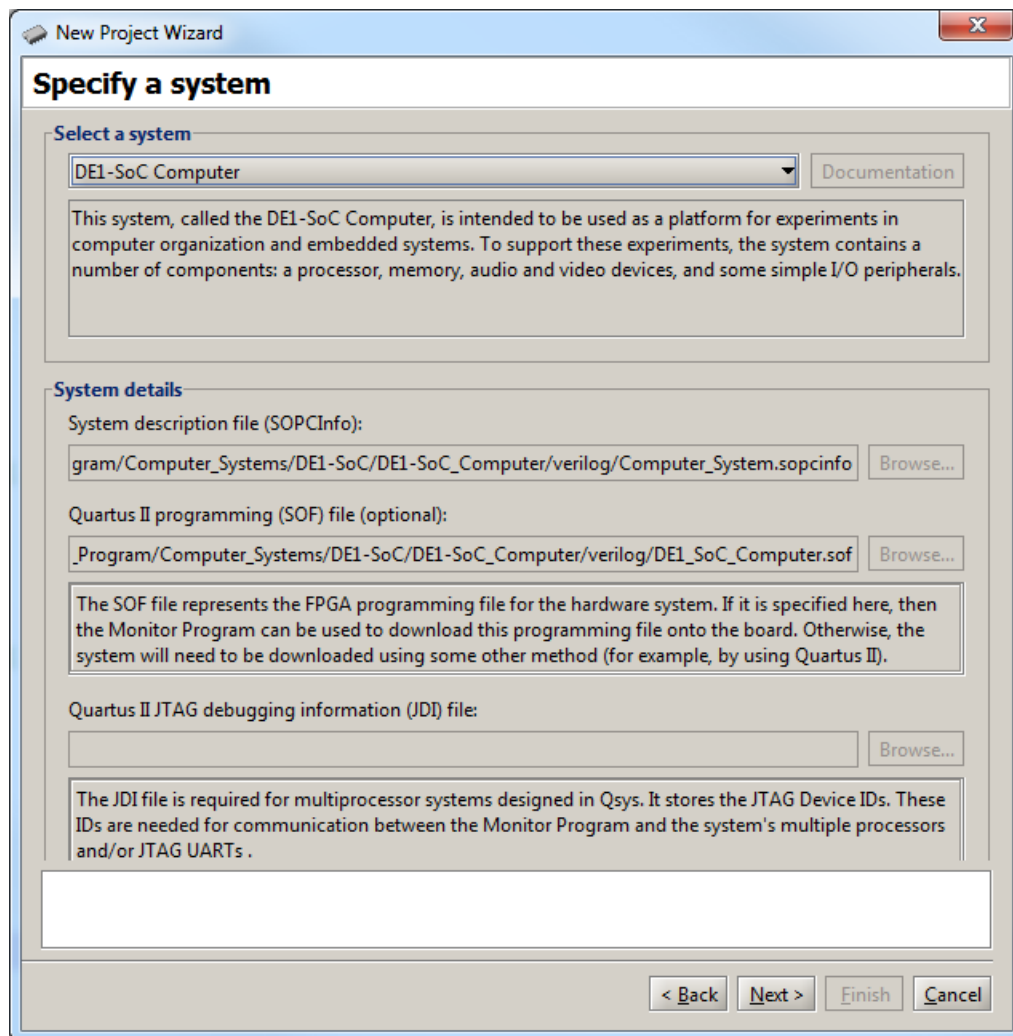 New Project Wizard
Specify a system
Select a system
DE1-SoC Computer
Documentation
This system, called the DE1-SoC Computer, is intended to be used as a platform for experiments in
computer organization and embedded systems. To support these experiments, the system contains a
number of components: a processor, memory, audio and video devices, and some simple I/O peripherals.
System details
System description file (SOPCInfo):
gram/Computer_Systems/DE1-SoC/DE1-SoC_Computer/verilog/Computer_System.sopcinfo
Browse...
Quartus II programming (SOF) file (optional):
_Program/Computer_Systems/DE1-SoC/DE1-SoC_Computer/verilog/DE1_SoC_Computer.sof
Browse...
The SOF file represents the FPGA programming file for the hardware system. If it is specified here, then
the Monitor Program can be used to download this programming file onto the board. Otherwise, the
system will need to be downloaded using some other method (for example, by using Quartus II).
Quartus II JTAG debugging information (JDI) file:
Browse...
The JDI file is required for multiprocessor systems designed in Qsys. It stores the JTAG Device IDs. These
IDs are needed for communication between the Monitor Program and the system's multiple processors
and/or JTAG UARTs .
< Back
Next >
Finish
Cancel